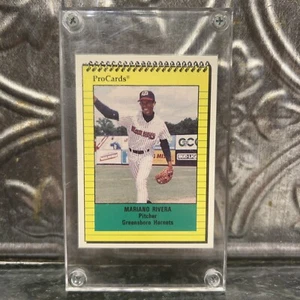 ProCards®
MARIANO RIVERA
Pitcher
Greensboro Hornets